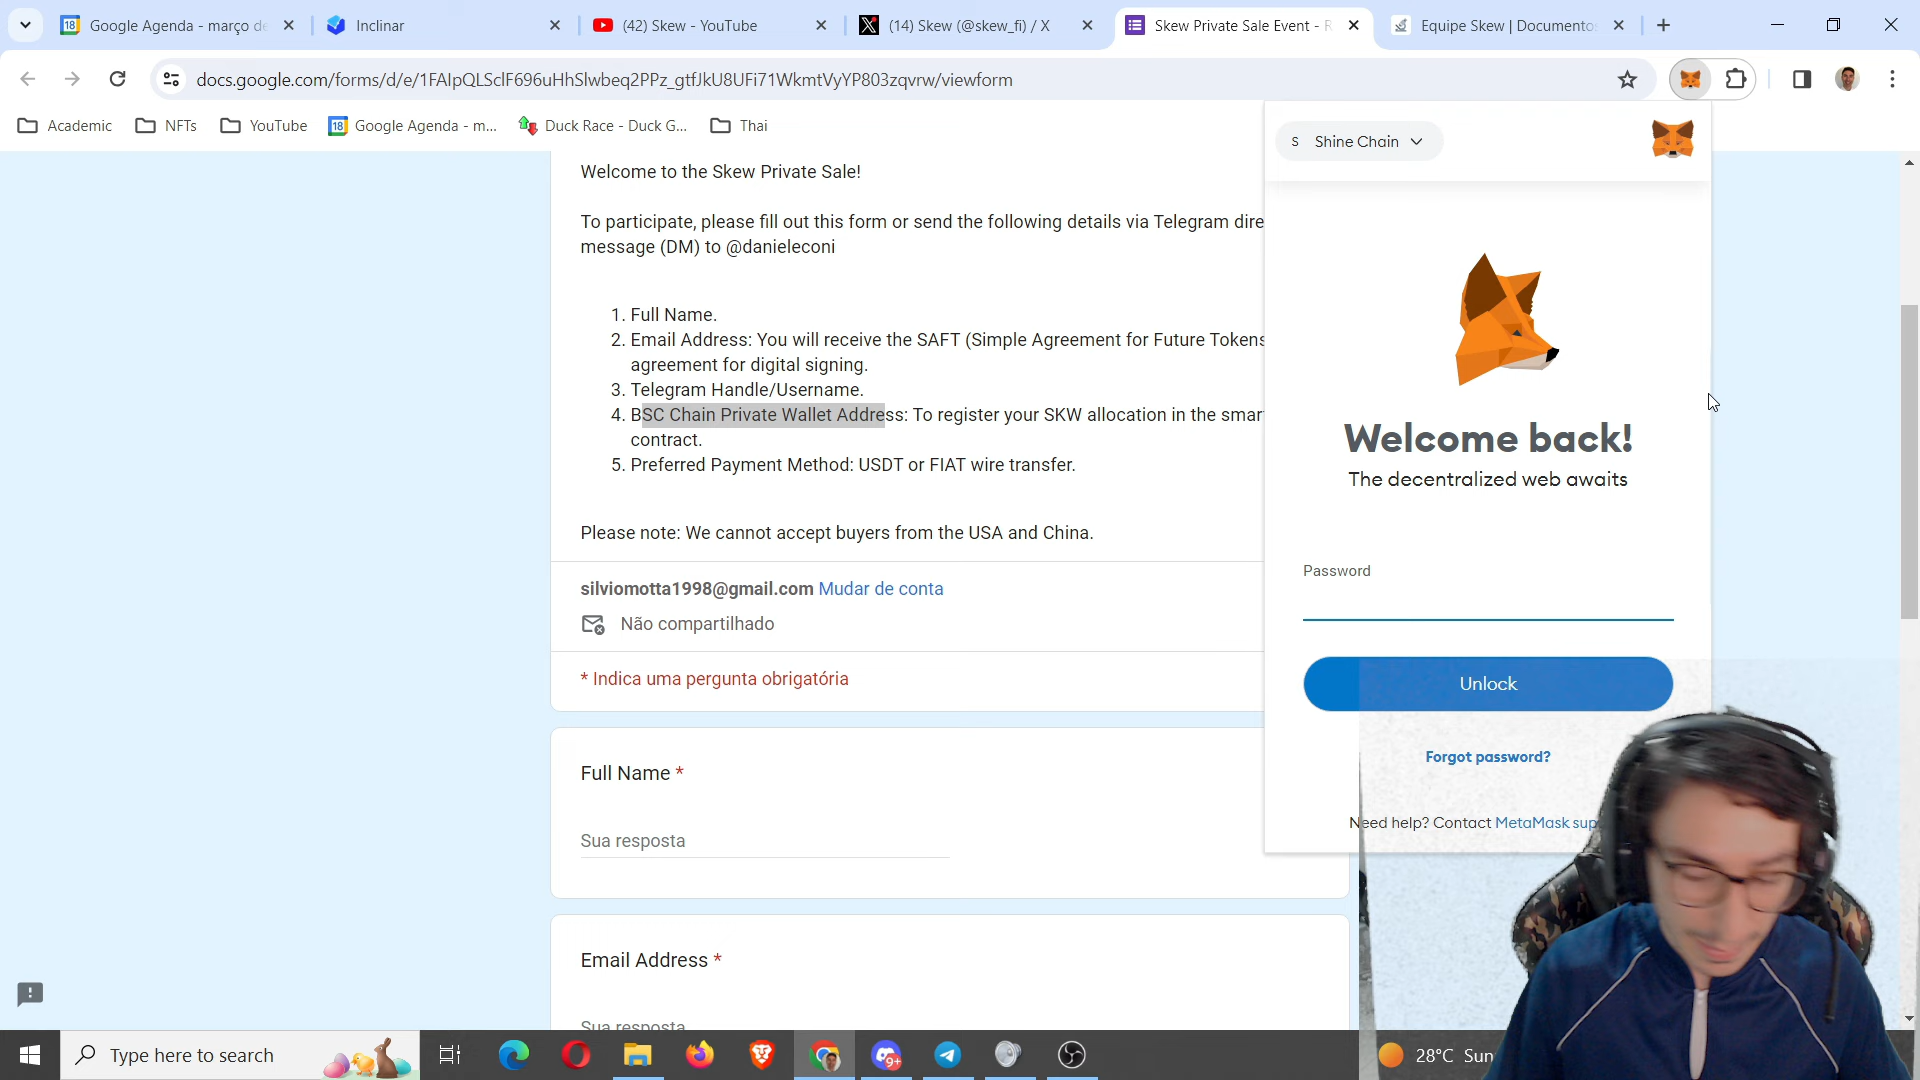 Google Agenda - março de
Inclinar
(42) Skew - YouTube
(14) Skew (@skew_fi) / X
Skew Private Sale Event - R
Equipe Skew | Documentos
docs.google.com/forms/d/e/1FAIpQLSclF696uHhSlwbeq2PPz_gtfJkU8UFi71WkmtVyYP803zqvrw/viewform
Academic
NFTs
YouTube
18 Google Agenda - m...
Duck Race - Duck G...
Thai
Welcome to the Skew Private Sale!
To participate, please fill out this form or send the following details via Telegram dire
message (DM) to @danieleconi
1. Full Name.
2. Email Address: You will receive the SAFT (Simple Agreement for Future Tokens
agreement for digital signing.
3. Telegram Handle/Username.
4. BSC Chain Private Wallet Address: To register your SKW allocation in the smar
contract.
5. Preferred Payment Method: USDT or FIAT wire transfer.
Please note: We cannot accept buyers from the USA and China.
silviomotta1998@gmail.com Mudar de conta
Não compartilhado
* Indica uma pergunta obrigatória
Full Name *
Sua resposta
Email Address *
Sua resposta
S Shine Chain
Welcome back!
The decentralized web awaits
Password
Unlock
Forgot password?
Need help? Contact MetaMask sup
Type here to search
9+
28°C Sun